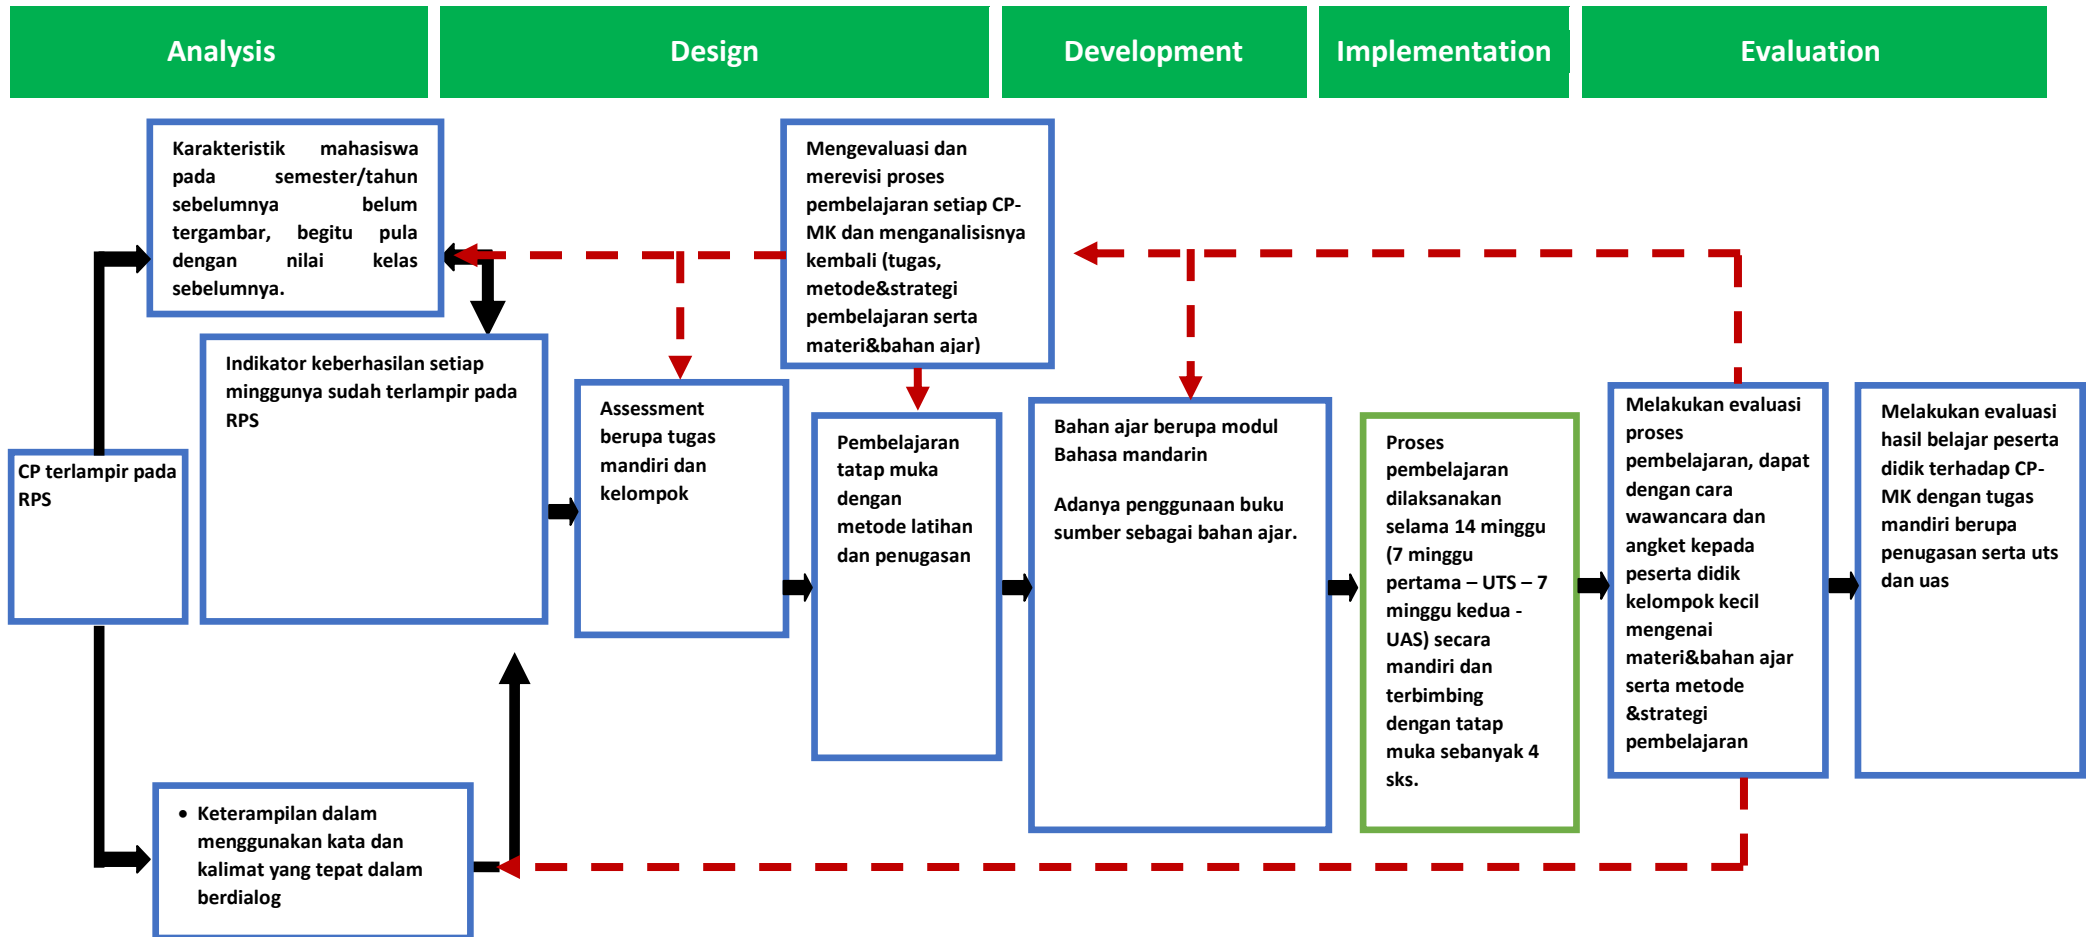 Analysis
Design
Development
Implementation
Evaluation
Karakteristik mahasiswa
pada semester/tahun
sebelumnya belum
tergambar, begitu pula
dengan nilai kelas
sebelumnya.
Mengevaluasi dan
merevisi proses
pembelajaran setiap CP-
MK dan menganalisisnya
kembali (tugas,
metode&strategi
pembelajaran serta
materi&bahan ajar)
Indikator keberhasilan setiap
minggunya sudah terlampir pada
RPS
CP terlampir pada
RPS
Assessment
berupa tugas
mandiri dan
kelompok
Pembelajaran
tatap muka
dengan
metode latihan
dan penugasan
Bahan ajar berupa modul
Bahasa mandarin
Adanya penggunaan buku
sumber sebagai bahan ajar.
Proses
pembelajaran
dilaksanakan
selama 14 minggu
(7 minggu
pertama – UTS – 7
minggu kedua -
UAS) secara
mandiri dan
terbimbing
dengan tatap
muka sebanyak 4
sks.
Melakukan evaluasi
proses
pembelajaran, dapat
dengan cara
wawancara dan
angket kepada
peserta didik
kelompok kecil
mengenai
materi&bahan ajar
serta metode
&strategi
pembelajaran
Melakukan evaluasi
hasil belajar peserta
didik terhadap CP-
MK dengan tugas
mandiri berupa
penugasan serta uts
dan uas
• Keterampilan dalam
menggunakan kata dan
kalimat yang tepat dalam
berdialog